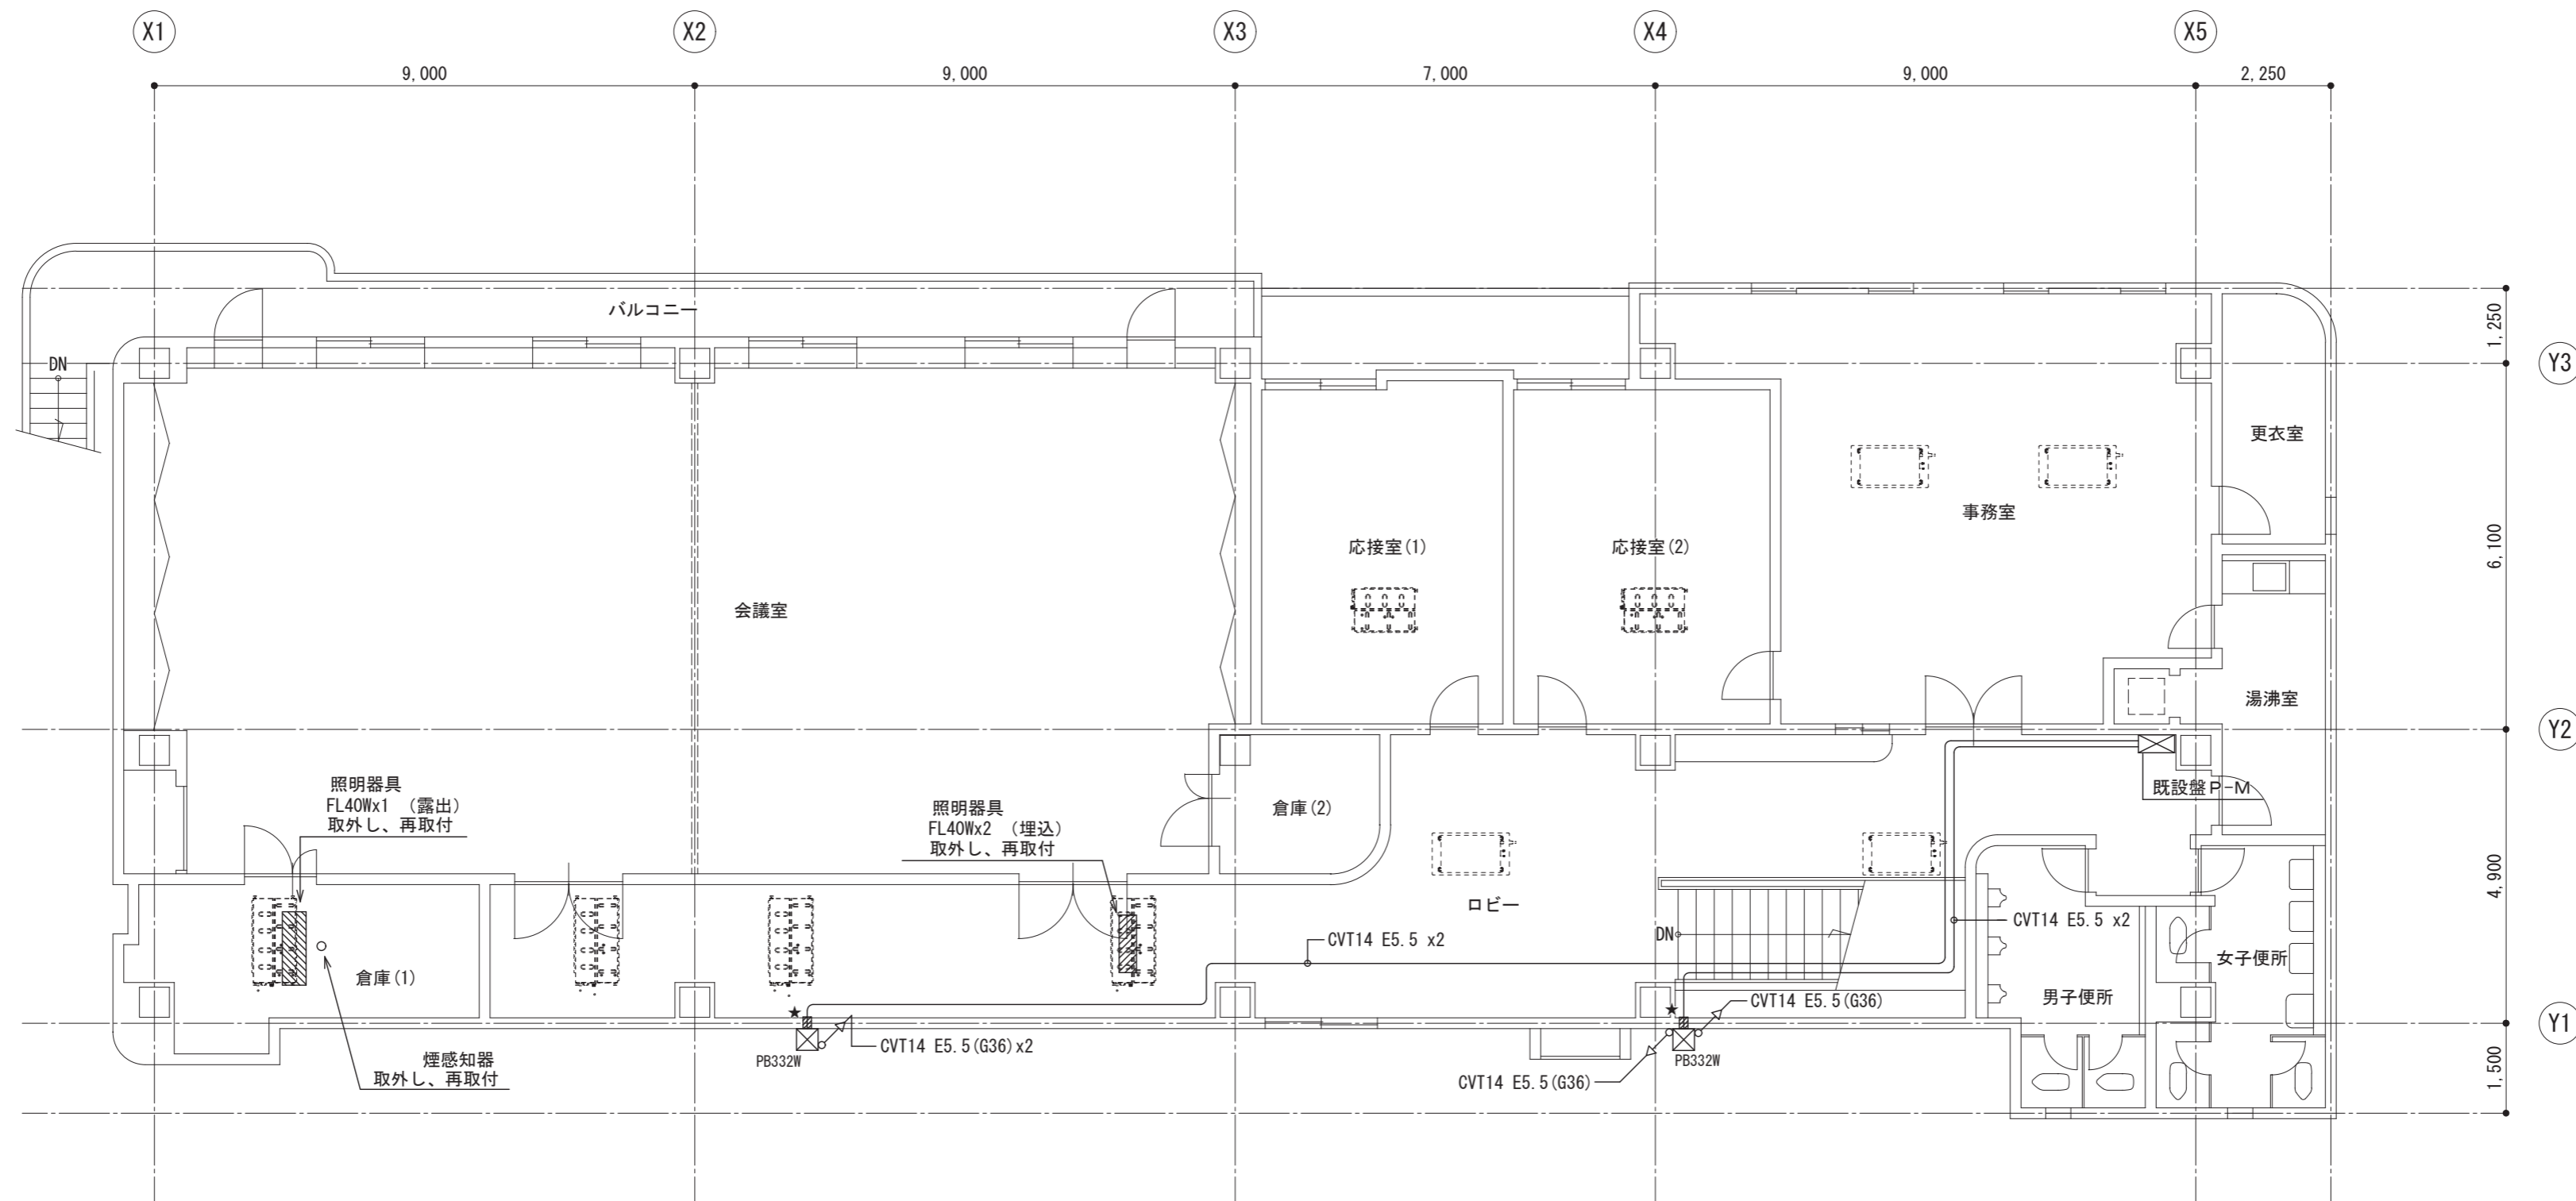 X1
X2
X3
X4
X5
9,000
9,000
7,000
9,000
2,250
バルコニー
DN
1,250
Y3
更衣室
事務室
応接室(1)
応接室(2)
会議室
6,100
湯沸室
Y2
既設盤P-M
照明器具
FL40Wx1 (露出)
取外し、再取付
照明器具
FL40Wx2 (埋込)
取外し、再取付
倉庫(2)
ロビー
4,900
CVT14 E5.5 x2
DN
CVT14 E5.5 x2
女子便所
倉庫(1)
男子便所
★
★
CVT14 E5.5(G36)
Y1
CVT14 E5.5(G36)x2
PB332W
PB332W
煙感知器
取外し、再取付
CVT14 E5.5(G36)
1,500